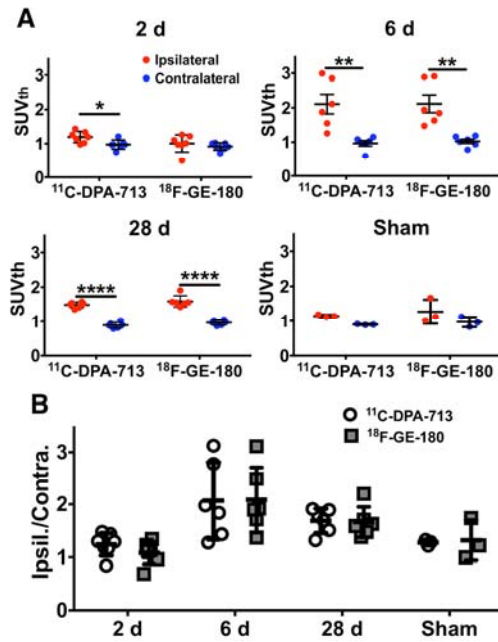 A
2 d
6 d
Ipsilateral
Contralateral
SUVth
3
2
1
0
*
11C-DPA-713
18F-GE-180
SUVth
3
2
1
0
**
**
11C-DPA-713
18F-GE-180
28 d
Sham
SUVth
3
2
1
0
****
****
11C-DPA-713
18F-GE-180
SUVth
3
2
1
0
11C-DPA-713
18F-GE-180
B
11C-DPA-713
18F-GE-180
Ipsil./Contra.
3
2
1
0
2 d
6 d
28 d
Sham